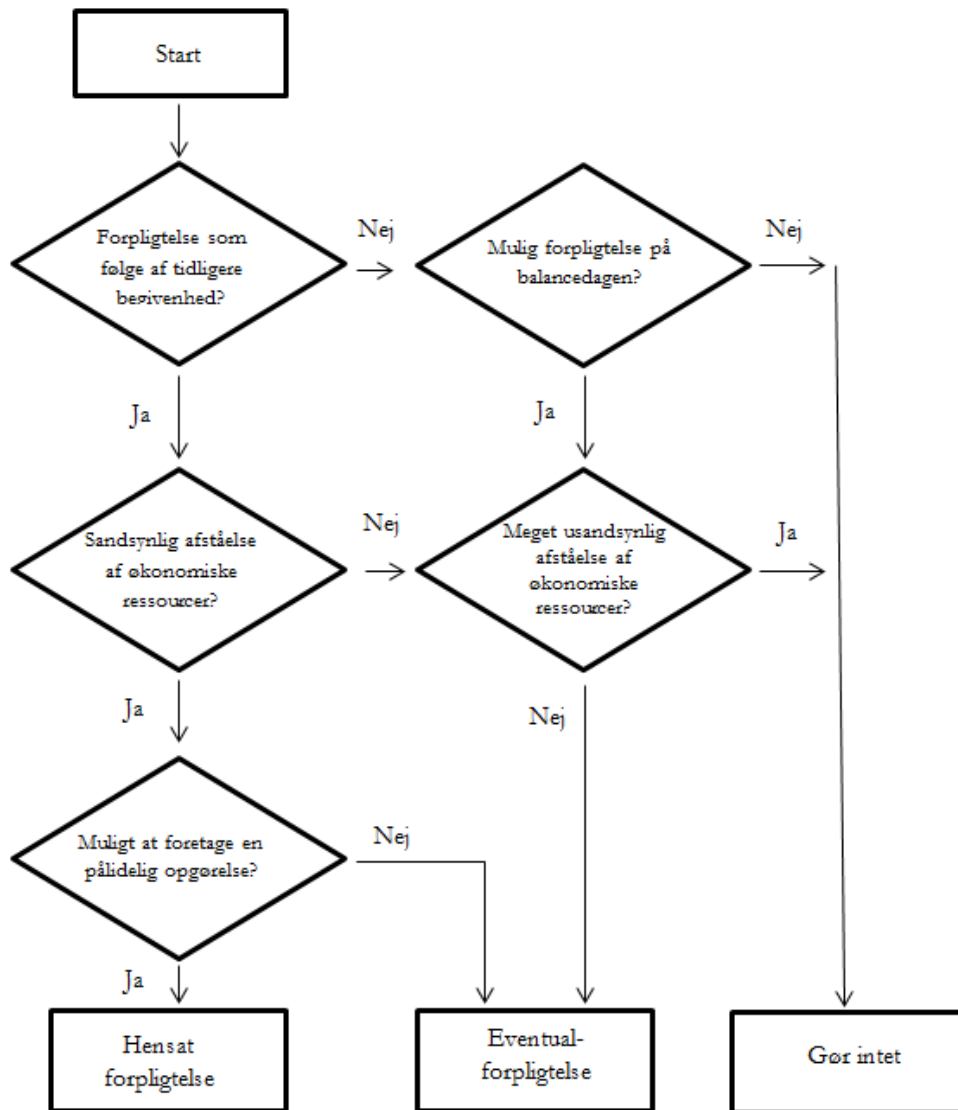 Start
Forpligtelse som
følge af tidligere
begivenhed?
Nej
Mulig forpligtelse på
balancedagen?
Nej
Ja
Ja
Sandsynlig afståelse
af økonomiske
ressourcer?
Nej
Meget usandsynlig
afståelse af
økonomiske
ressourcer?
Ja
Ja
Nej
Muligt at foretage en
pålidelig opgørelse?
Nej
Ja
Hensat
forpligtelse
Eventual-
forpligtelse
Gør intet